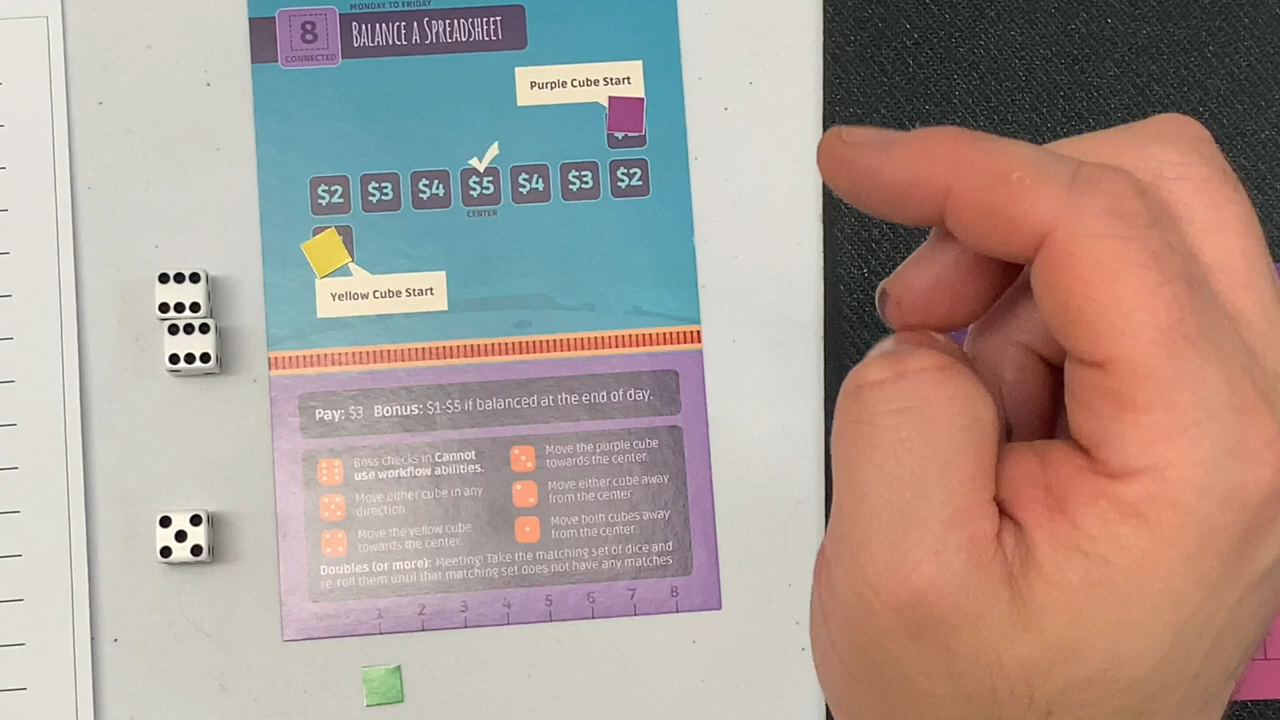 MONDAY TO FRIDAY
8
CONNECTED
BALANCE A SPREADSHEET
Purple Cube Start
$2 $3 $4 $5 $4 $3 $2
CENTER
Yellow Cube Start
Pay: $3 Bonus: $1-$5 if balanced at the end of day.
Boss checks in. Cannot
use workflow abilities.
Move either cube in any
direction
Move the yellow cube
towards the center.
Move the purple cube
towards the center.
Move either cube away
from the center
Move both cubes away
from the center.
Doubles (or more): Meeting! Take the matching set of dice and
re-roll them until that matching set does not have any matches.
1 2 3 4 5 6 7 8